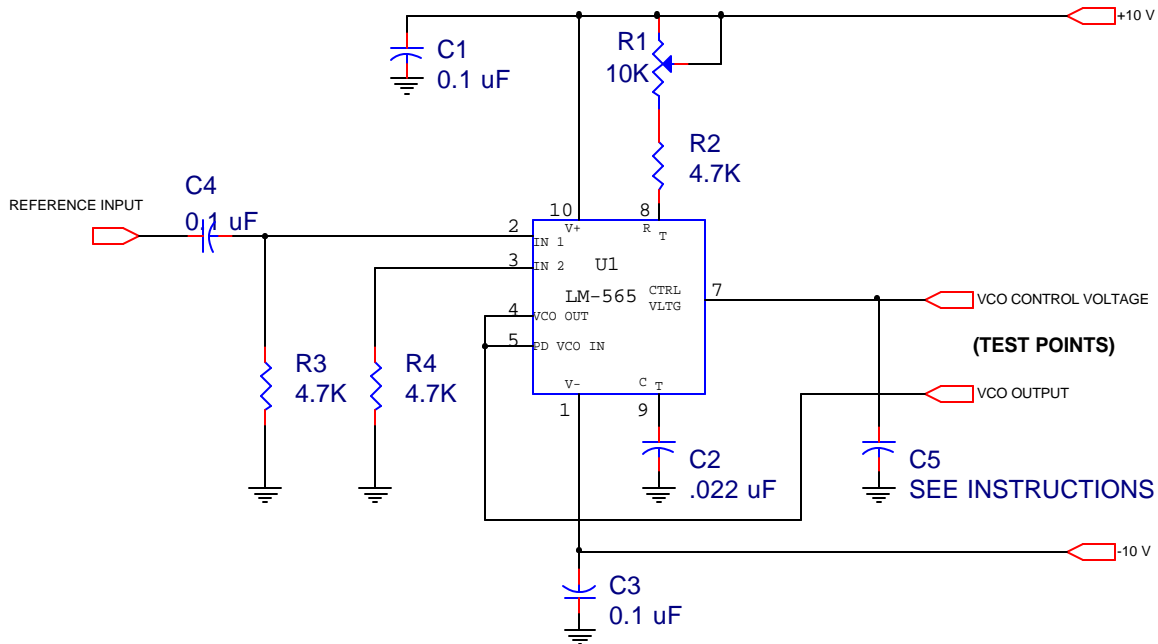 +10 V
C1
0.1 uF
R1
10K
R2
4.7K
C4
0.1 uF
REFERENCE INPUT
10
8
V+
R T
2
IN 1
3
IN 2
U1
LM-565
CTRL
VLTG
7
VCO CONTROL VOLTAGE
4
VCO OUT
5
PD VCO IN
(TEST POINTS)
R3
4.7K
R4
4.7K
V-
C T
1
9
VCO OUTPUT
C2
.022 uF
C5
SEE INSTRUCTIONS
-10 V
C3
0.1 uF